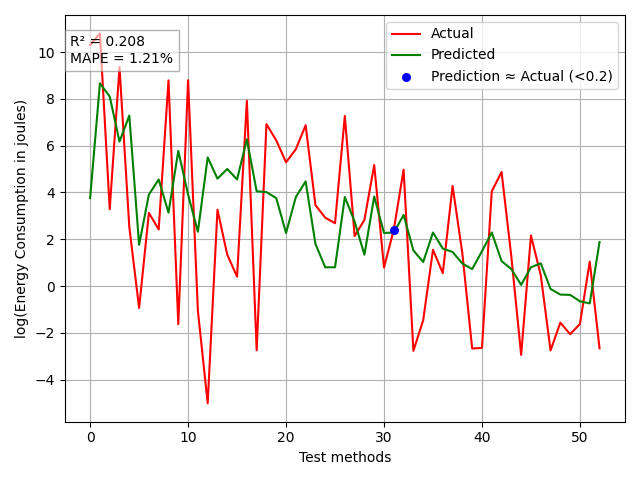 R² = 0.208
MAPE = 1.21%
Actual
Predicted
Prediction ≈ Actual (<0.2)
log(Energy Consumption in joules)
10
8
6
4
2
0
−2
−4
0
10
20
30
40
50
Test methods